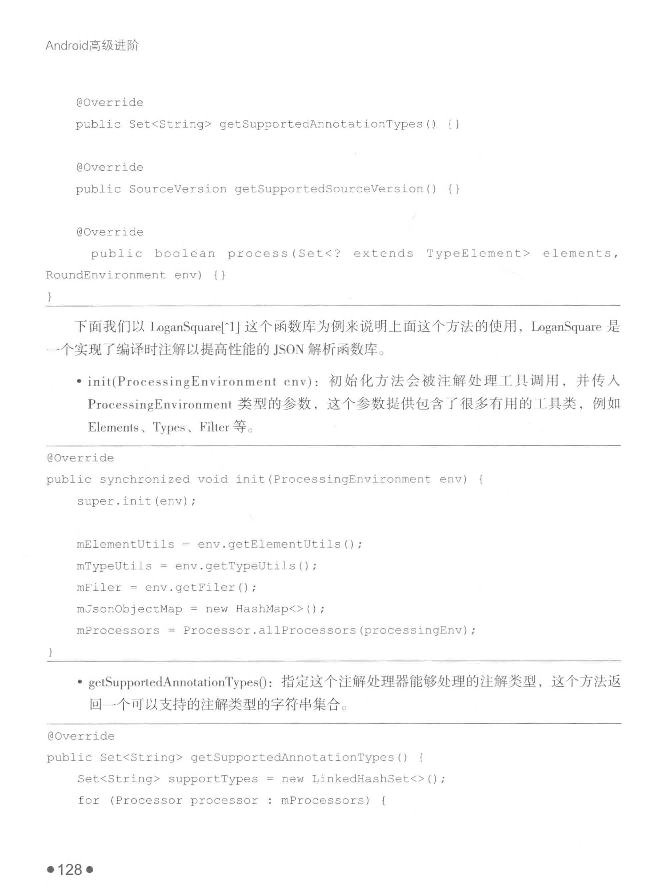 Android高级进阶
@Override
public Set<String> getSupportedAnnotationTypes() {}
@Override
public SourceVersion getSupportedSourceVersion() {}
@Override
public boolean process(Set<? extends TypeElement> elements,
RoundEnvironment env) {}
}
下面我们以 LoganSquare[^1] 这个函数库为例来说明上面这个方法的使用，LoganSquare 是
一个实现了编译时注解以提高性能的 JSON 解析函数库。
• init(ProcessingEnvironment env)：初始化方法会被注解处理工具调用，并传入
ProcessingEnvironment 类型的参数，这个参数提供包含了很多有用的工具类，例如
Elements、Types、Filter 等。
@Override
public synchronized void init(ProcessingEnvironment env) {
super.init(env);
mElementUtils = env.getElementUtils();
mTypeUtils = env.getTypeUtils();
mFiler = env.getFiler();
mJsonObjectMap = new HashMap<>();
mProcessors = Processor.allProcessors(processingEnv);
}
• getSupportedAnnotationTypes()：指定这个注解处理器能够处理的注解类型，这个方法返
回一个可以支持的注解类型的字符串集合。
@Override
public Set<String> getSupportedAnnotationTypes() {
Set<String> supportTypes = new LinkedHashSet<>();
for (Processor processor : mProcessors) {
●128●